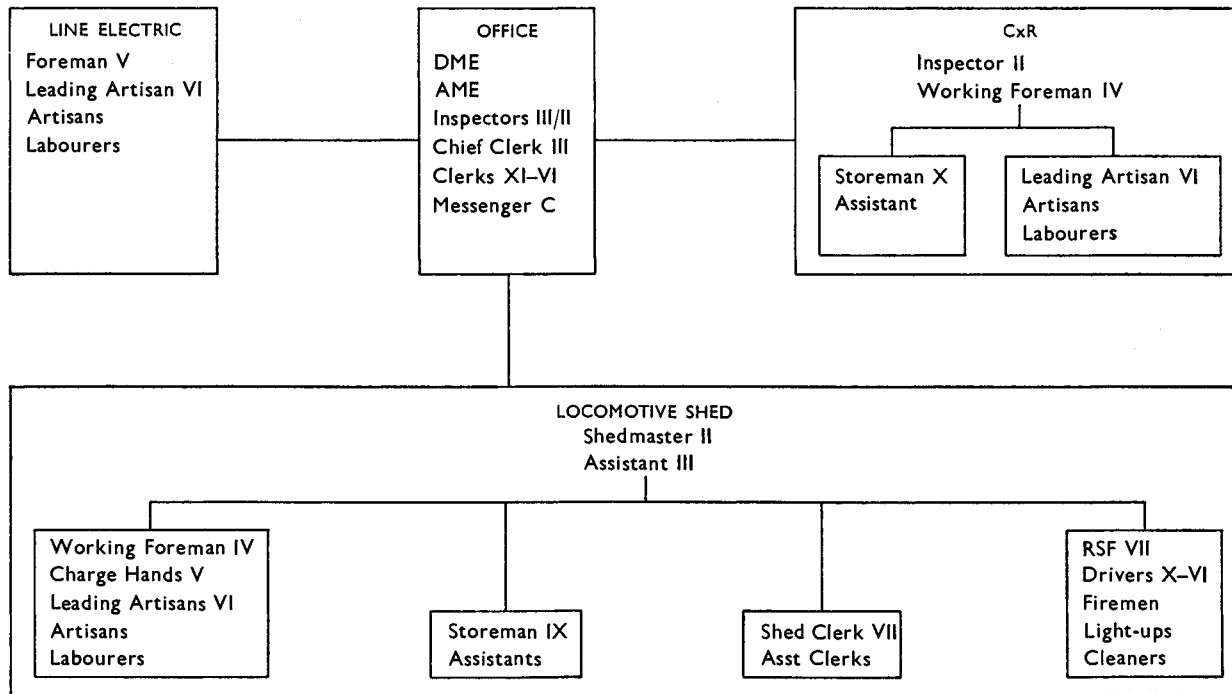 LINE ELECTRIC
Foreman V
Leading Artisan VI
Artisans
Labourers
OFFICE
DME
AME
Inspectors III/II
Chief Clerk III
Clerks XI–VI
Messenger C
CxR
Inspector II
Working Foreman IV
Storeman X
Assistant
Leading Artisan VI
Artisans
Labourers
LOCOMOTIVE SHED
Shedmaster II
Assistant III
Working Foreman IV
Charge Hands V
Leading Artisans VI
Artisans
Labourers
Storeman IX
Assistants
Shed Clerk VII
Asst Clerks
RSF VII
Drivers X–VI
Firemen
Light-ups
Cleaners